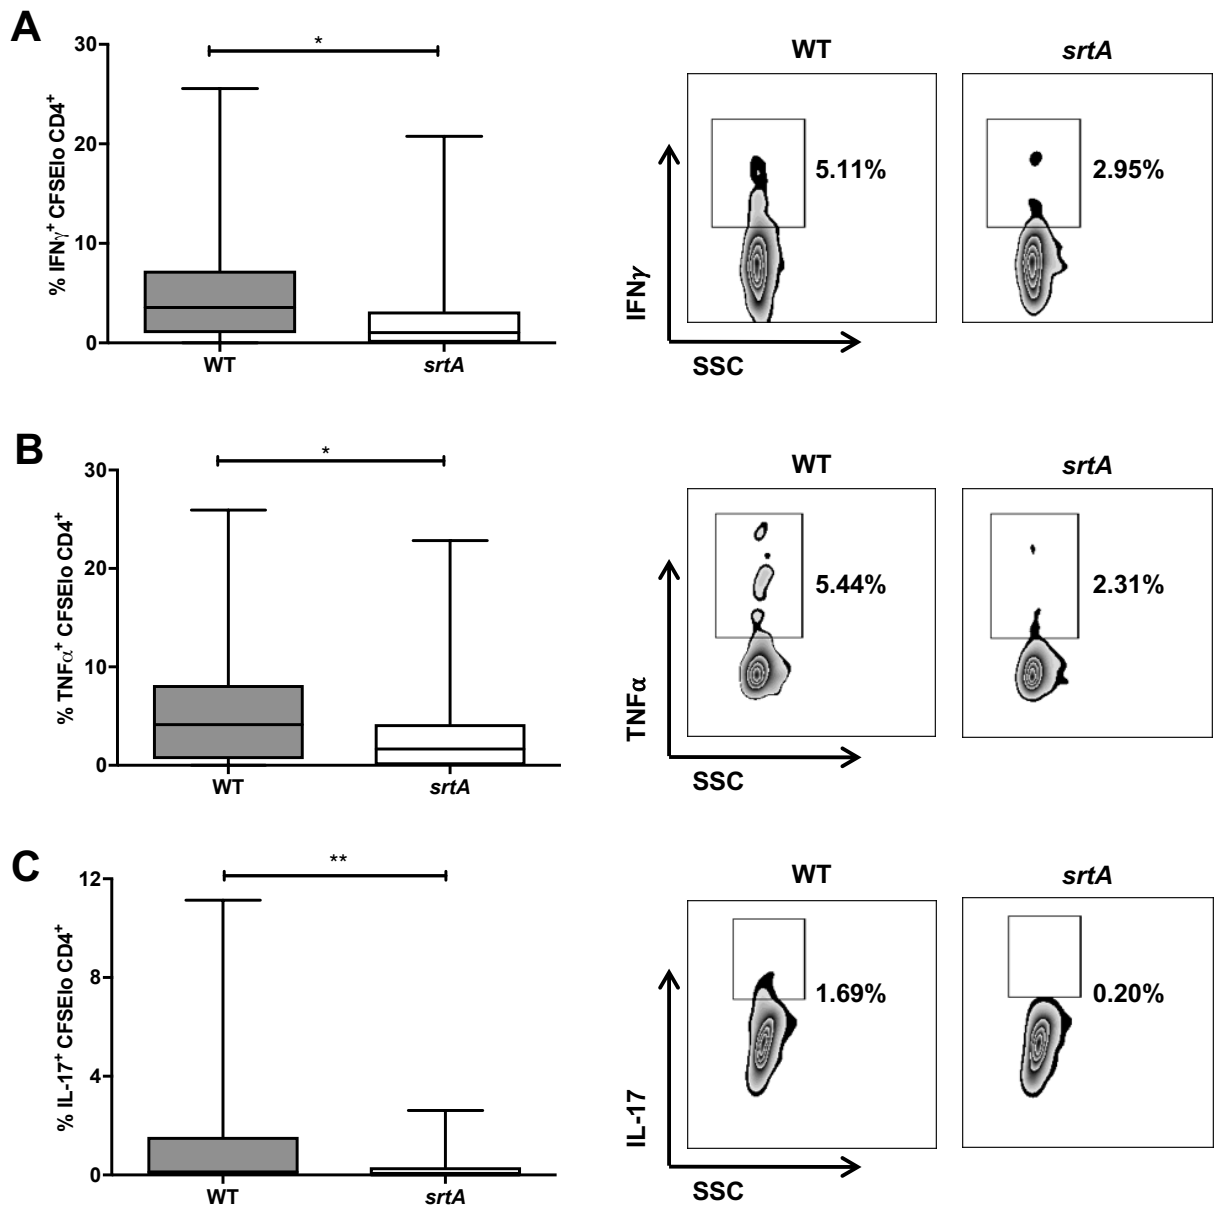 A
30
20
10
0
% IFNγ⁺ CFSElo CD4⁺
*
WT
srtA
WT
srtA
5.11%
2.95%
IFNγ
SSC
B
30
20
10
0
% TNFα⁺ CFSElo CD4⁺
*
WT
srtA
WT
srtA
5.44%
2.31%
TNFα
SSC
C
12
8
4
0
% IL-17⁺ CFSElo CD4⁺
**
WT
srtA
WT
srtA
1.69%
0.20%
IL-17
SSC